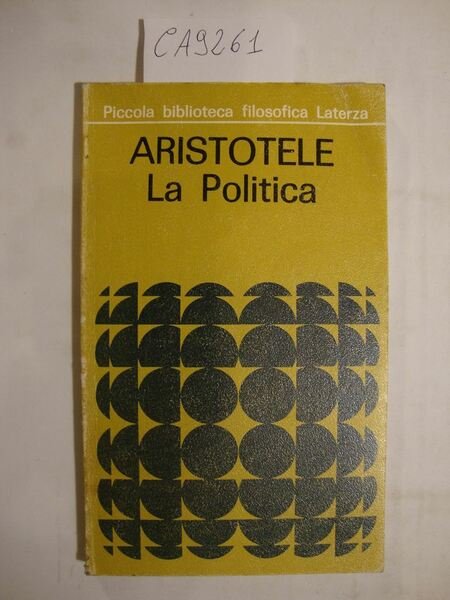 CA9261
Piccola biblioteca filosofica Laterza
ARISTOTELE
La Politica